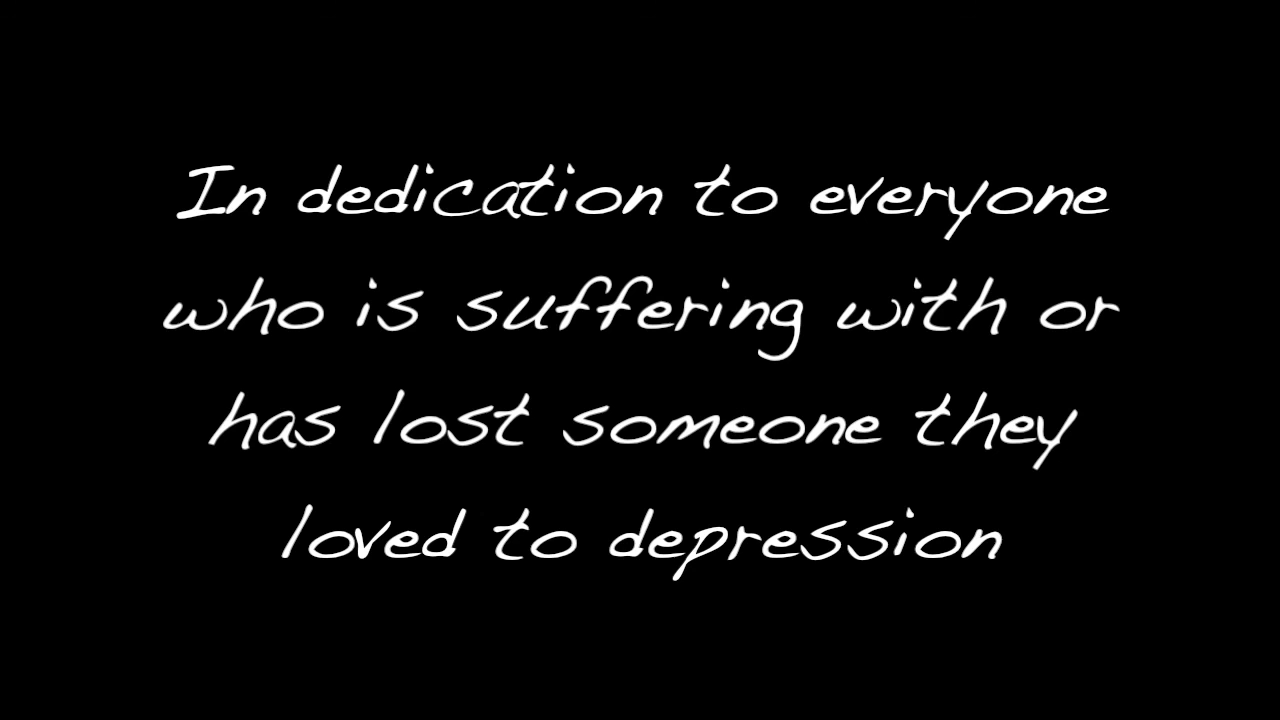 In dedication to everyone
who is suffering with or
has lost someone they
loved to depression